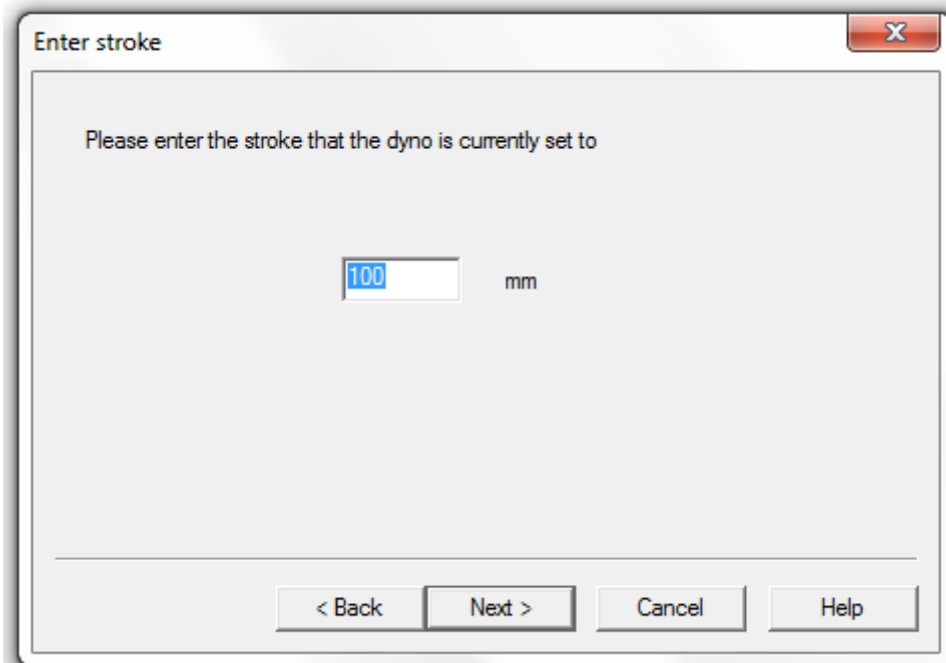 Enter stroke
Please enter the stroke that the dyno is currently set to
100 mm
< Back Next > Cancel Help